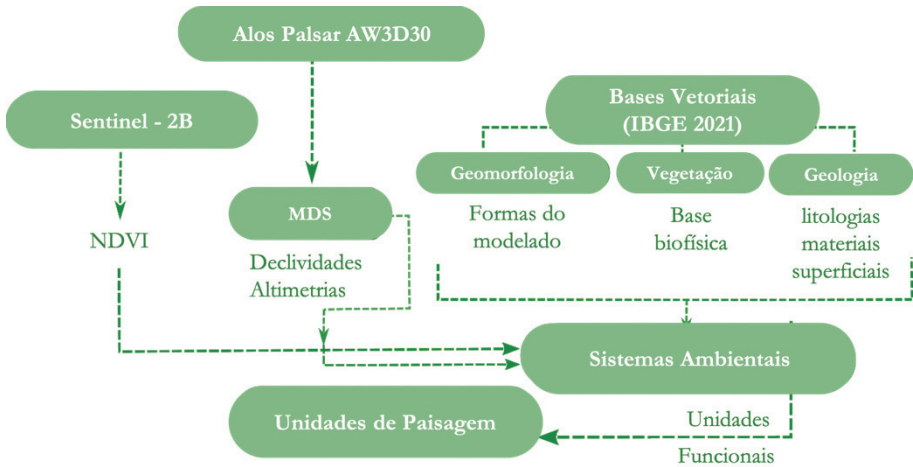 Alos Palsar AW3D30
Sentinel - 2B
Bases Vetoriais
(IBGE 2021)
Geomorfologia
Vegetação
Geologia
NDVI
MDS
Declividades
Altimetrias
Formas do
modelado
Base
biofísica
litologias
materiais
superficiais
Sistemas Ambientais
Unidades de Paisagem
Unidades
Funcionais